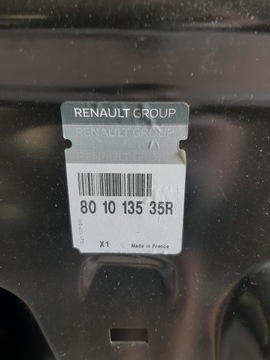 RENAULT GROUP
RENAULT GROUP
80 10 135 35R
X1 Made in France